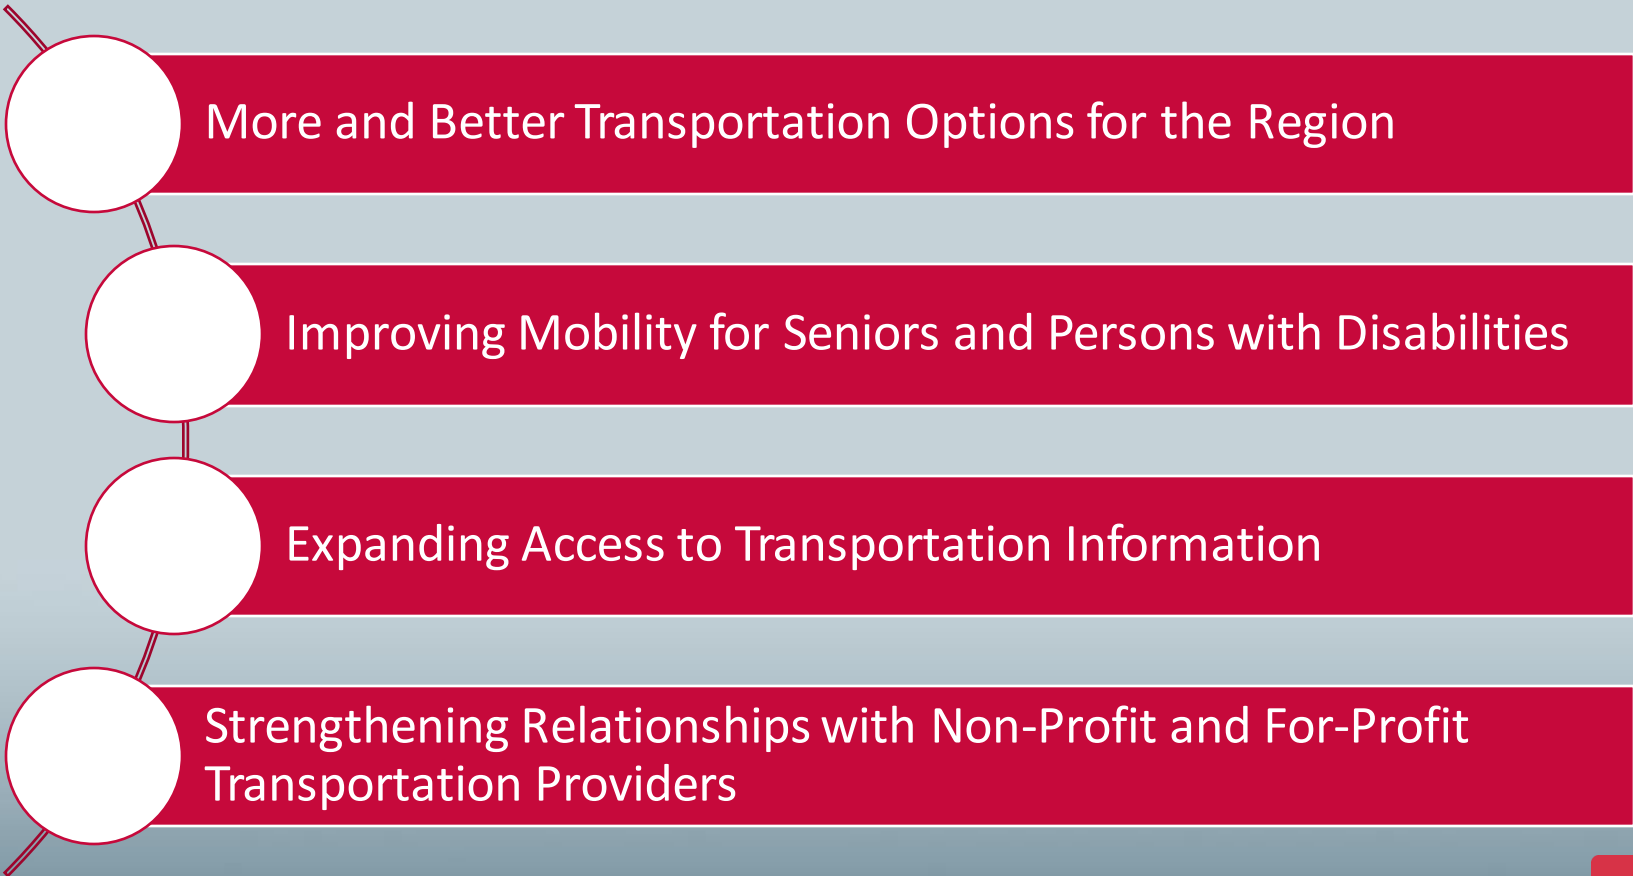 More and Better Transportation Options for the Region
Improving Mobility for Seniors and Persons with Disabilities
Expanding Access to Transportation Information
Strengthening Relationships with Non-Profit and For-Profit
Transportation Providers